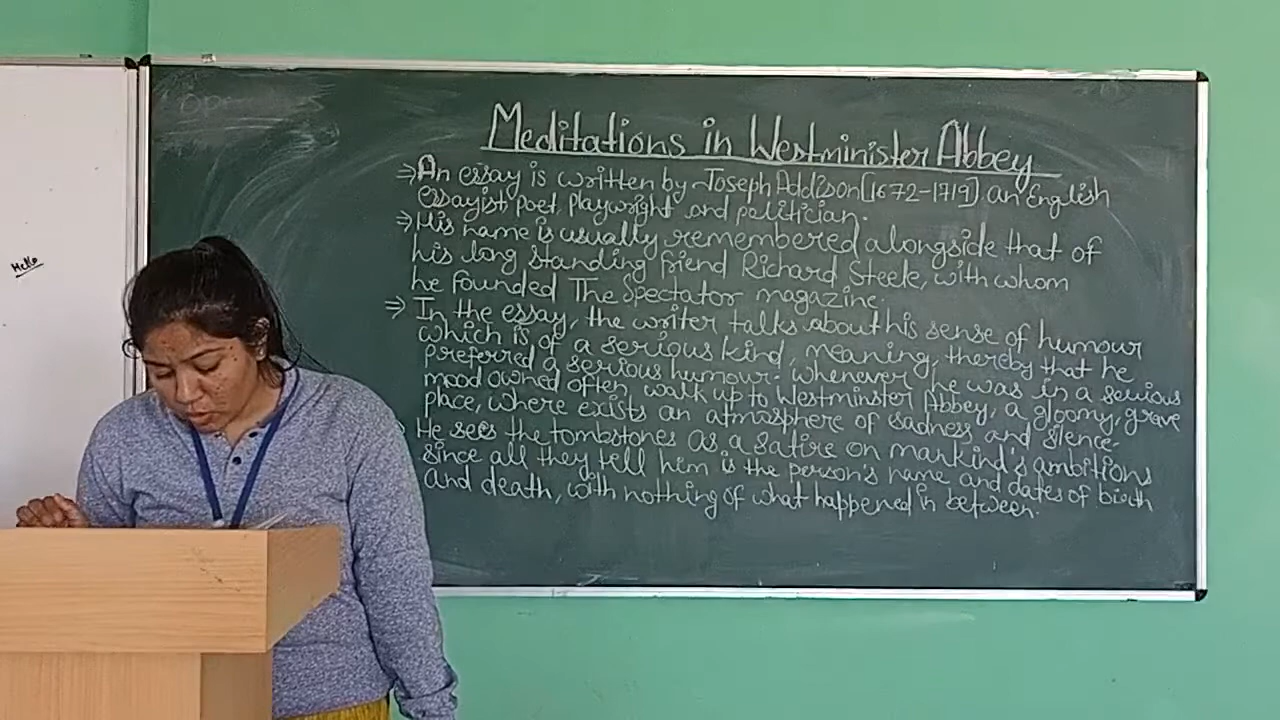 Hello
Meditations in Westminister Abbey
⇒ An essay is written by Joseph Addison [1672-1719] an English
essayist, poet, playwright and politician.
⇒ His name is usually remembered alongside that of
his long standing friend Richard Steele, with whom
he founded The Spectator magazine.
⇒ In the essay, the writer talks about his sense of humour
which is of a serious kind, meaning, thereby that he
preferred a serious humour. Whenever he was in a serious
mood owned often, walk up to Westminster Abbey, a gloomy, grave
place, where exists an atmosphere of sadness and silence.
He sees the tombstones as a satire on mankind's ambitions
since all they tell him is the person's name and dates of birth
and death, with nothing of what happened in between.